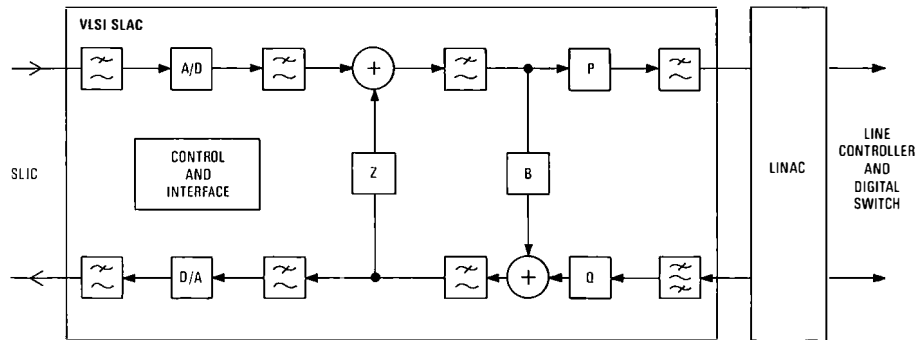 VLSI SLAC
A/D
+
P
SLIC
CONTROL
AND
INTERFACE
Z
B
LINAC
LINE
CONTROLLER
AND
DIGITAL
SWITCH
D/A
+
Q